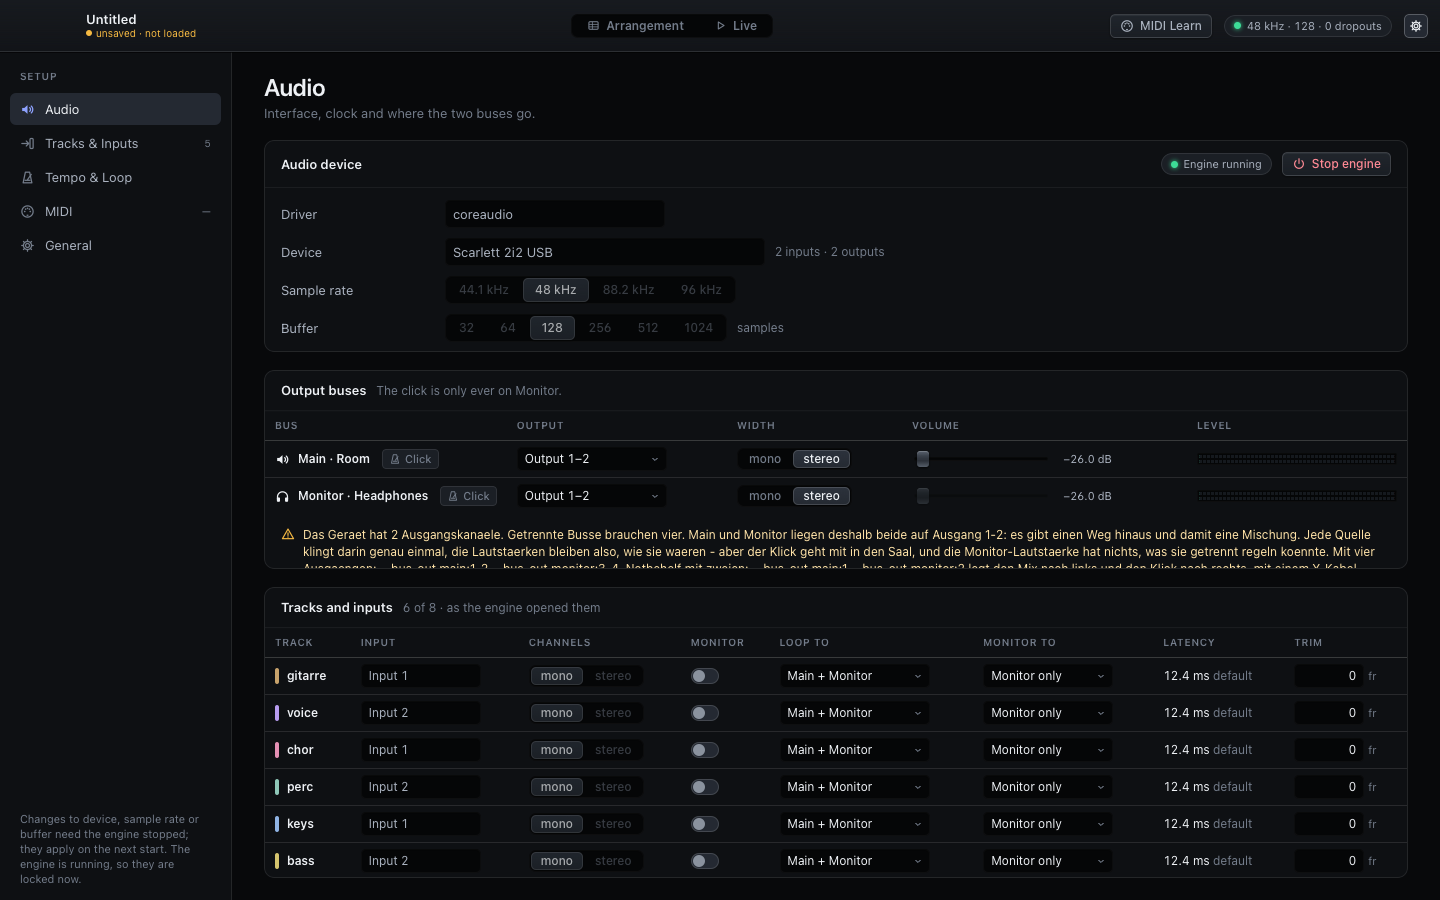 Untitled
unsaved · not loaded
Arrangement
Live
MIDI Learn
48 kHz · 128 · 0 dropouts
SETUP
Audio
Tracks & Inputs 5
Tempo & Loop
MIDI –
General
Changes to device, sample rate or
buffer need the engine stopped;
they apply on the next start. The
engine is running, so they are
locked now.
Audio
Interface, clock and where the two buses go.
Audio device
Engine running
Stop engine
Driver coreaudio
Device Scarlett 2i2 USB 2 inputs · 2 outputs
Sample rate 44.1 kHz 48 kHz 88.2 kHz 96 kHz
Buffer 32 64 128 256 512 1024 samples
Output buses The click is only ever on Monitor.
BUS OUTPUT WIDTH VOLUME LEVEL
Main · Room Click Output 1–2 mono stereo −26.0 dB
Monitor · Headphones Click Output 1–2 mono stereo −26.0 dB
Das Geraet hat 2 Ausgangskanaele. Getrennte Busse brauchen vier. Main und Monitor liegen deshalb beide auf Ausgang 1-2: es gibt einen Weg hinaus und damit eine Mischung. Jede Quelle
klingt darin genau einmal, die Lautstaerken bleiben also, wie sie waeren - aber der Klick geht mit in den Saal, und die Monitor-Lautstaerke hat nichts, was sie getrennt regeln koennte. Mit vier
Tracks and inputs 6 of 8 · as the engine opened them
TRACK INPUT CHANNELS MONITOR LOOP TO MONITOR TO LATENCY TRIM
gitarre Input 1 mono stereo Main + Monitor Monitor only 12.4 ms default 0 fr
voice Input 2 mono stereo Main + Monitor Monitor only 12.4 ms default 0 fr
chor Input 1 mono stereo Main + Monitor Monitor only 12.4 ms default 0 fr
perc Input 2 mono stereo Main + Monitor Monitor only 12.4 ms default 0 fr
keys Input 1 mono stereo Main + Monitor Monitor only 12.4 ms default 0 fr
bass Input 2 mono stereo Main + Monitor Monitor only 12.4 ms default 0 fr